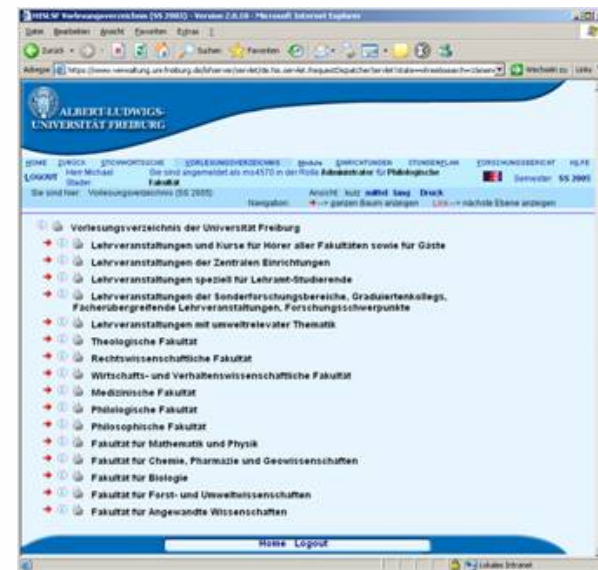 HISLSF Vorlesungsverzeichnis (SS 2003) - Version 2.8.10 - Microsoft Internet Explorer
Datei Bearbeiten Ansicht Favoriten Extras ?
Zurück Suchen Favoriten
Adresse Wechseln zu Links
ALBERT-LUDWIGS-
UNIVERSITÄT FREIBURG
HOME ZURÜCK STICHWORTSUCHE VORLESUNGSVERZEICHNIS Module EINRICHTUNGEN STUNDENPLAN FORSCHUNGSBERICHT HILFE
LOGOUT Herr Michael Stader Sie sind angemeldet als ms4570 in der Rolle Administrator für Philologische Fakultät Semester SS 2005
Sie sind hier: Vorlesungsverzeichnis (SS 2005) Ansicht: kurz mittel lang Druck
Navigation: --> ganzen Baum anzeigen Link --> nächste Ebene anzeigen
Vorlesungsverzeichnis der Universität Freiburg
Lehrveranstaltungen und Kurse für Hörer aller Fakultäten sowie für Gäste
Lehrveranstaltungen der Zentralen Einrichtungen
Lehrveranstaltungen speziell für Lehramt-Studierende
Lehrveranstaltungen der Sonderforschungsbereiche, Graduiertenkollegs,
Fächerübergreifende Lehrveranstaltungen, Forschungsschwerpunkte
Lehrveranstaltungen mit umweltrelevater Thematik
Theologische Fakultät
Rechtswissenschaftliche Fakultät
Wirtschafts- und Verhaltenswissenschaftliche Fakultät
Medizinische Fakultät
Philologische Fakultät
Philosophische Fakultät
Fakultät für Mathematik und Physik
Fakultät für Chemie, Pharmazie und Geowissenschaften
Fakultät für Biologie
Fakultät für Forst- und Umweltwissenschaften
Fakultät für Angewandte Wissenschaften
Home Logout
Lokales Intranet